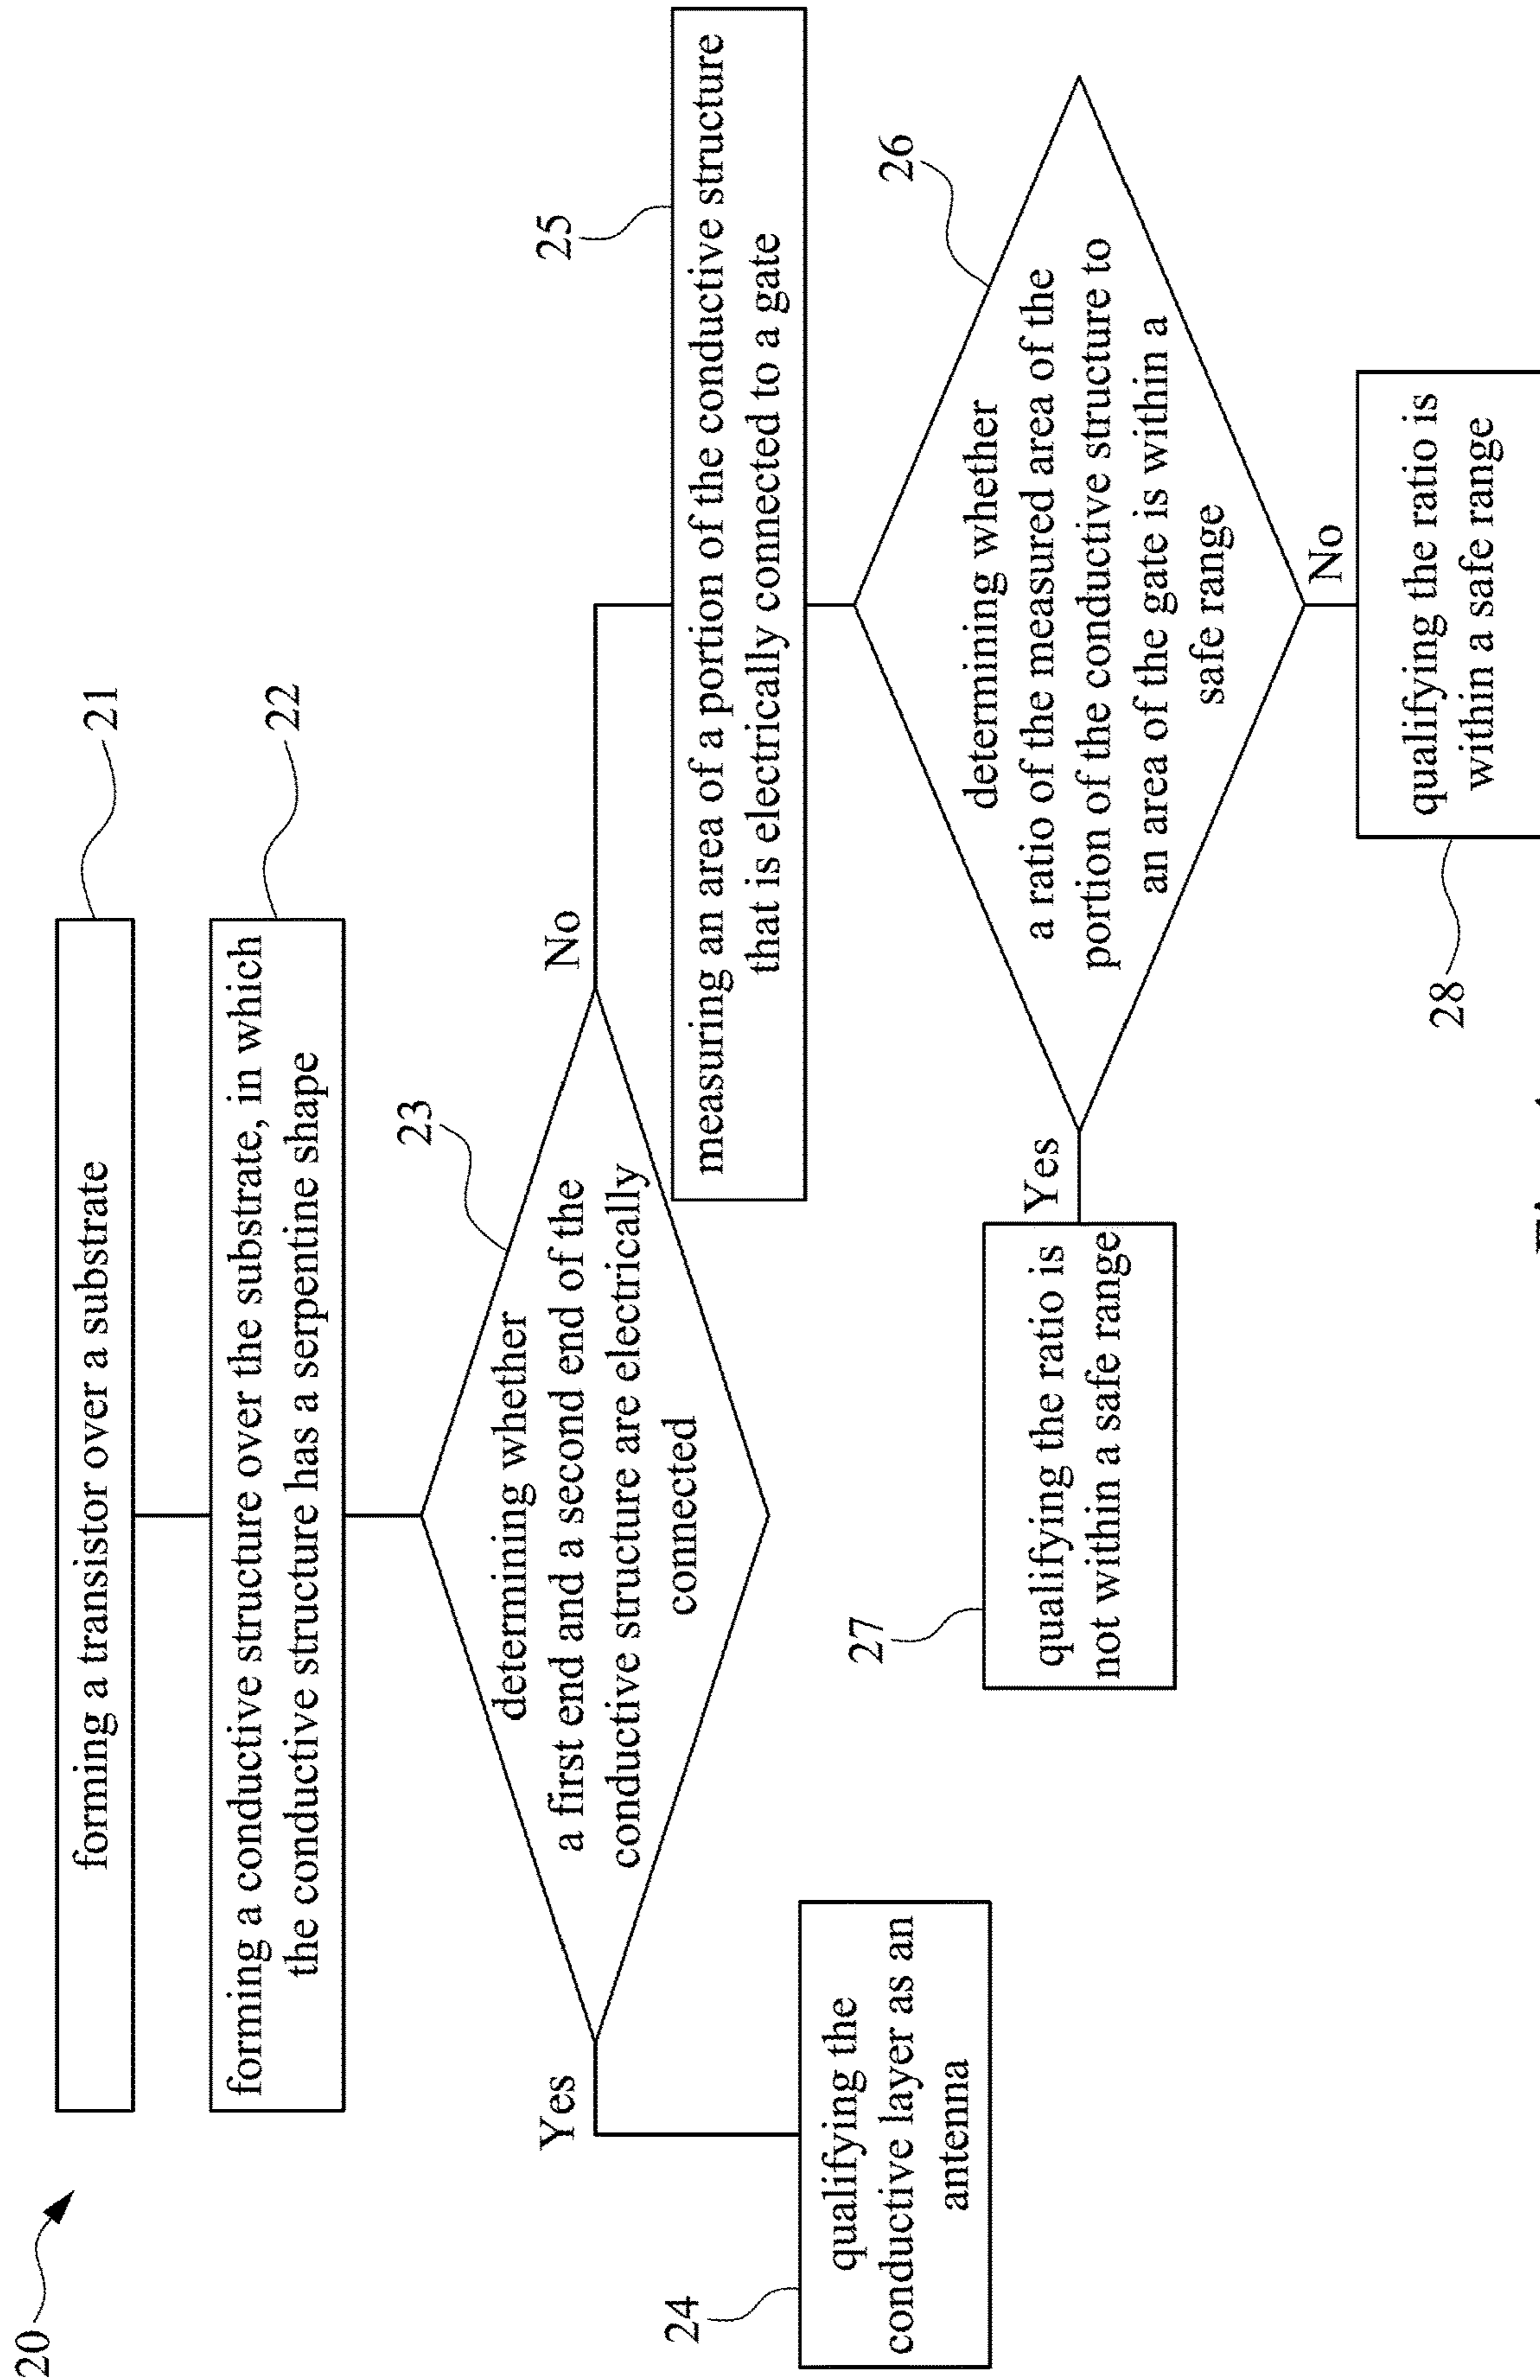 20
forming a transistor over a substrate
21
forming a conductive structure over the substrate, in which
the conductive structure has a serpentine shape
22
determining whether
a first end and a second end of the
conductive structure are electrically
connected
23
Yes
No
qualifying the
conductive layer as an
antenna
24
measuring an area of a portion of the conductive structure
that is electrically connected to a gate
25
determining whether
a ratio of the measured area of the
portion of the conductive structure to
an area of the gate is within a
safe range
26
Yes
No
qualifying the ratio is
not within a safe range
27
qualifying the ratio is
within a safe range
28